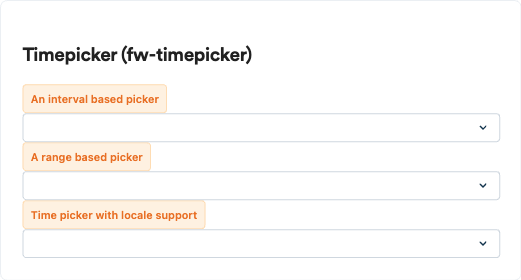 Timepicker (fw-timepicker)
An interval based picker
A range based picker
Time picker with locale support